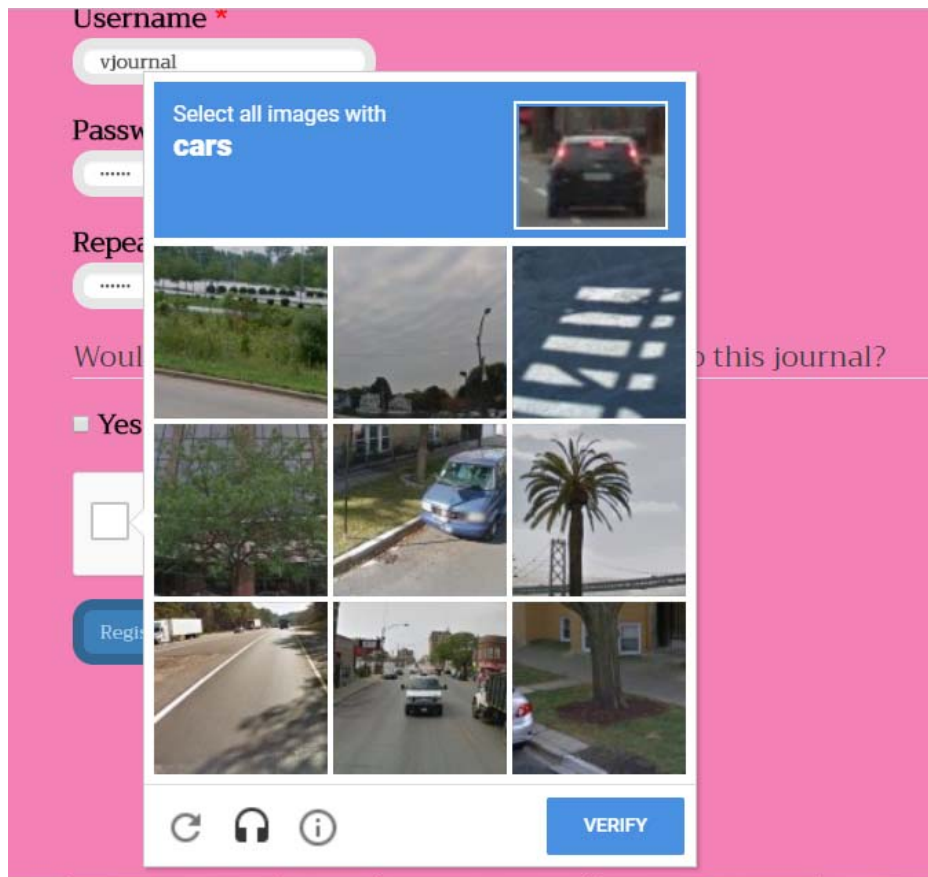 Username *
vjournal
Passw
······
Repea
······
Woul
o this journal?
Yes
Regis
Select all images with
cars
VERIFY